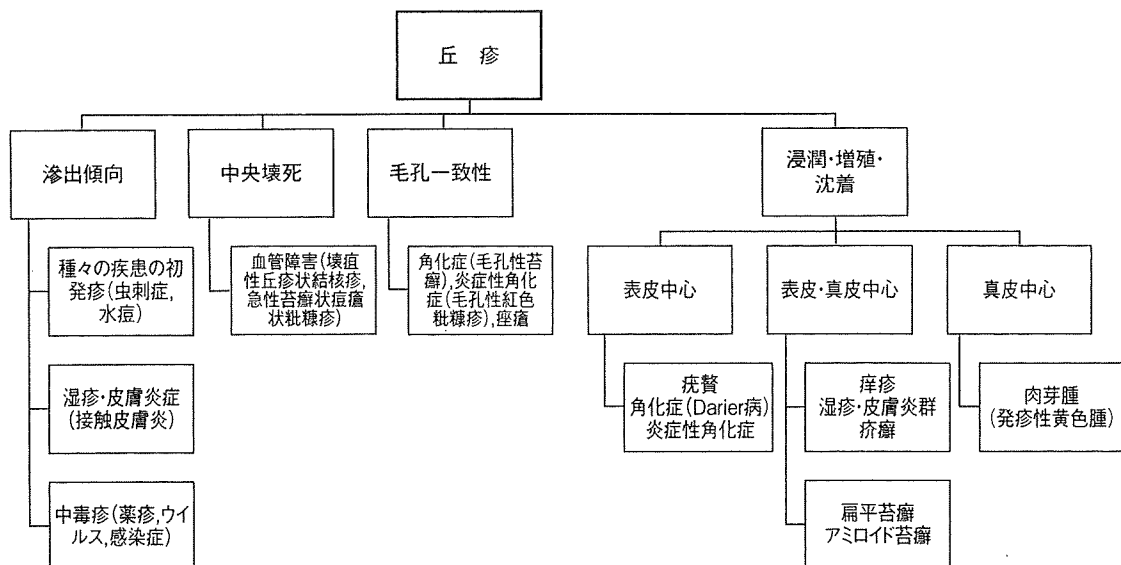 丘 疹
滲出傾向
種々の疾患の初
発疹(虫刺症,
水痘)
湿疹・皮膚炎症
(接触皮膚炎)
中毒疹(薬疹,ウイ
ルス,感染症)
中央壊死
血管障害(壊疽
性丘疹状結核疹,
急性苔癬状痘瘡
状粃糠疹)
毛孔一致性
角化症(毛孔性苔
癬),炎症性角化
症(毛孔性紅色
粃糠疹),痤瘡
浸潤・増殖・
沈着
表皮中心
疣贅
角化症(Darier病)
炎症性角化症
表皮・真皮中心
痒疹
湿疹・皮膚炎群
疥癬
扁平苔癬
アミロイド苔癬
真皮中心
肉芽腫
(発疹性黄色腫)